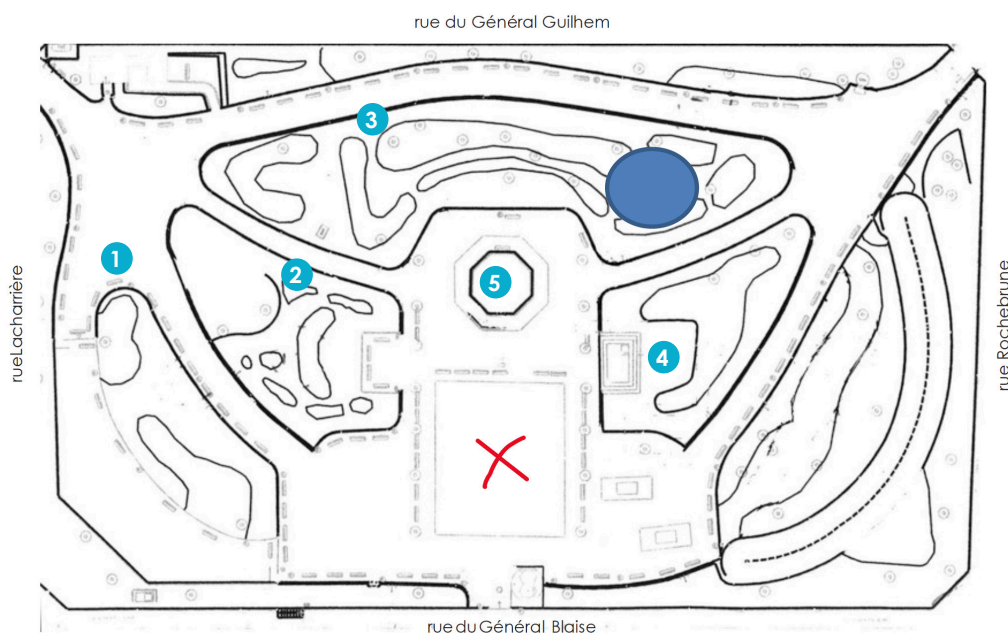 rue du Général Guilhem
3
1
2
5
rueLacharrière
rue Rochebrune
4
rue du Général Blaise